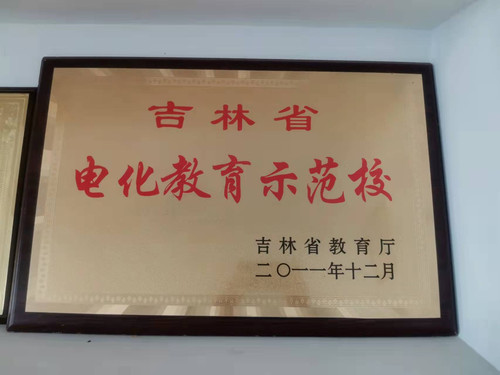 吉林省
电化教育示范校
吉林省教育厅
二〇一一年十二月